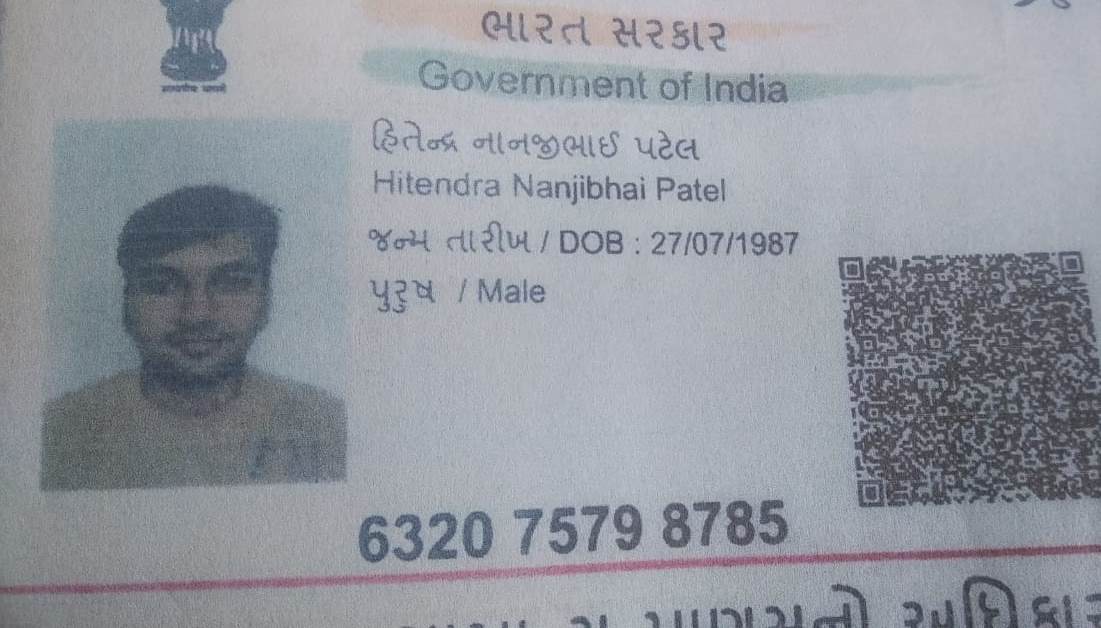 ભારત સરકાર
Government of India
હિતેન્દ્ર નાનજીભાઈ પટેલ
Hitendra Nanjibhai Patel
જન્મ તારીખ / DOB : 27/07/1987
પુરુષ / Male
6320 7579 8785